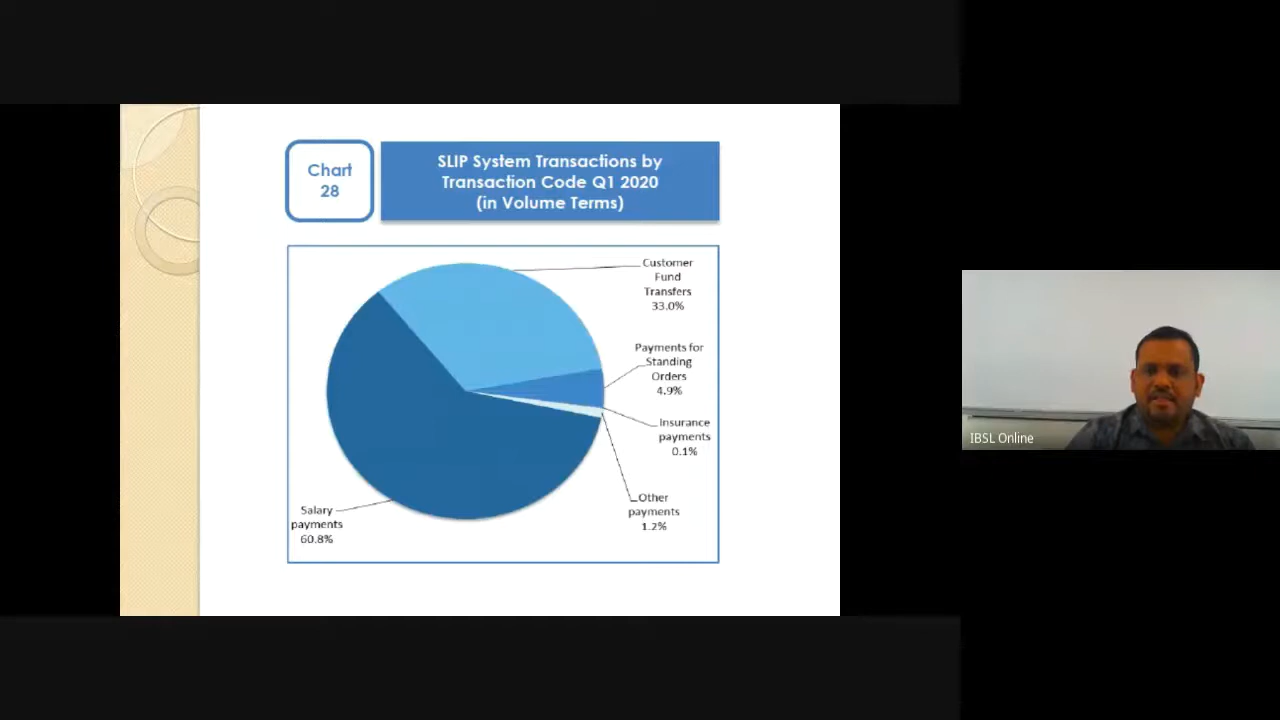 Chart
28
SLIP System Transactions by
Transaction Code Q1 2020
(in Volume Terms)
Customer
Fund
Transfers
33.0%
Payments for
Standing
Orders
4.9%
Insurance
payments
0.1%
Other
payments
1.2%
Salary
payments
60.8%
IBSL Online